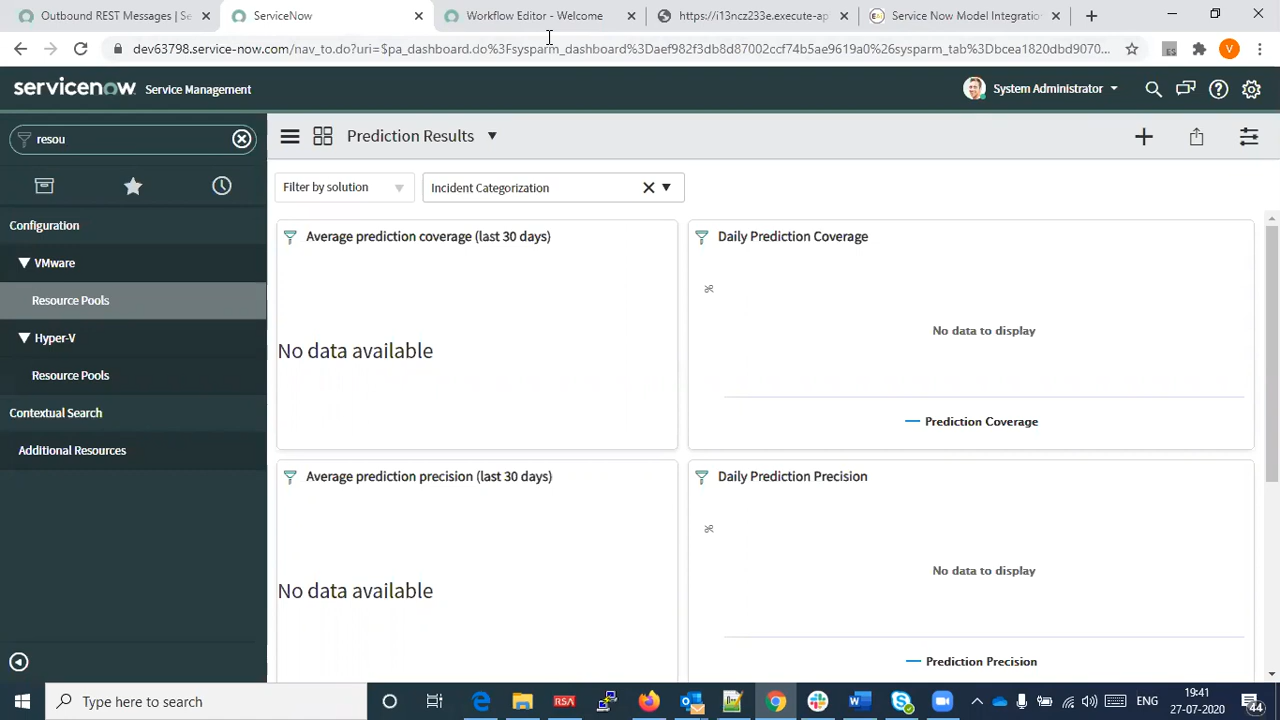 Outbound REST Messages | Se
ServiceNow
Workflow Editor - Welcome
https://i13ncz233e.execute-ap
Service Now Model Integratio
dev63798.service-now.com/nav_to.do?uri=$pa_dashboard.do%3Fsysparm_dashboard%3Daef982f3db8d87002ccf74b5ae9619a0%26sysparm_tab%3Dbcea1820dbd9070...
V
servicenow Service Management
System Administrator
resou
Prediction Results
Filter by solution
Incident Categorization
Configuration
VMware
Resource Pools
Hyper-V
Resource Pools
Contextual Search
Additional Resources
Average prediction coverage (last 30 days)
No data available
Daily Prediction Coverage
%
No data to display
Prediction Coverage
Average prediction precision (last 30 days)
No data available
Daily Prediction Precision
%
No data to display
Prediction Precision
Type here to search
RSA
ENG
19:41
27-07-2020
44